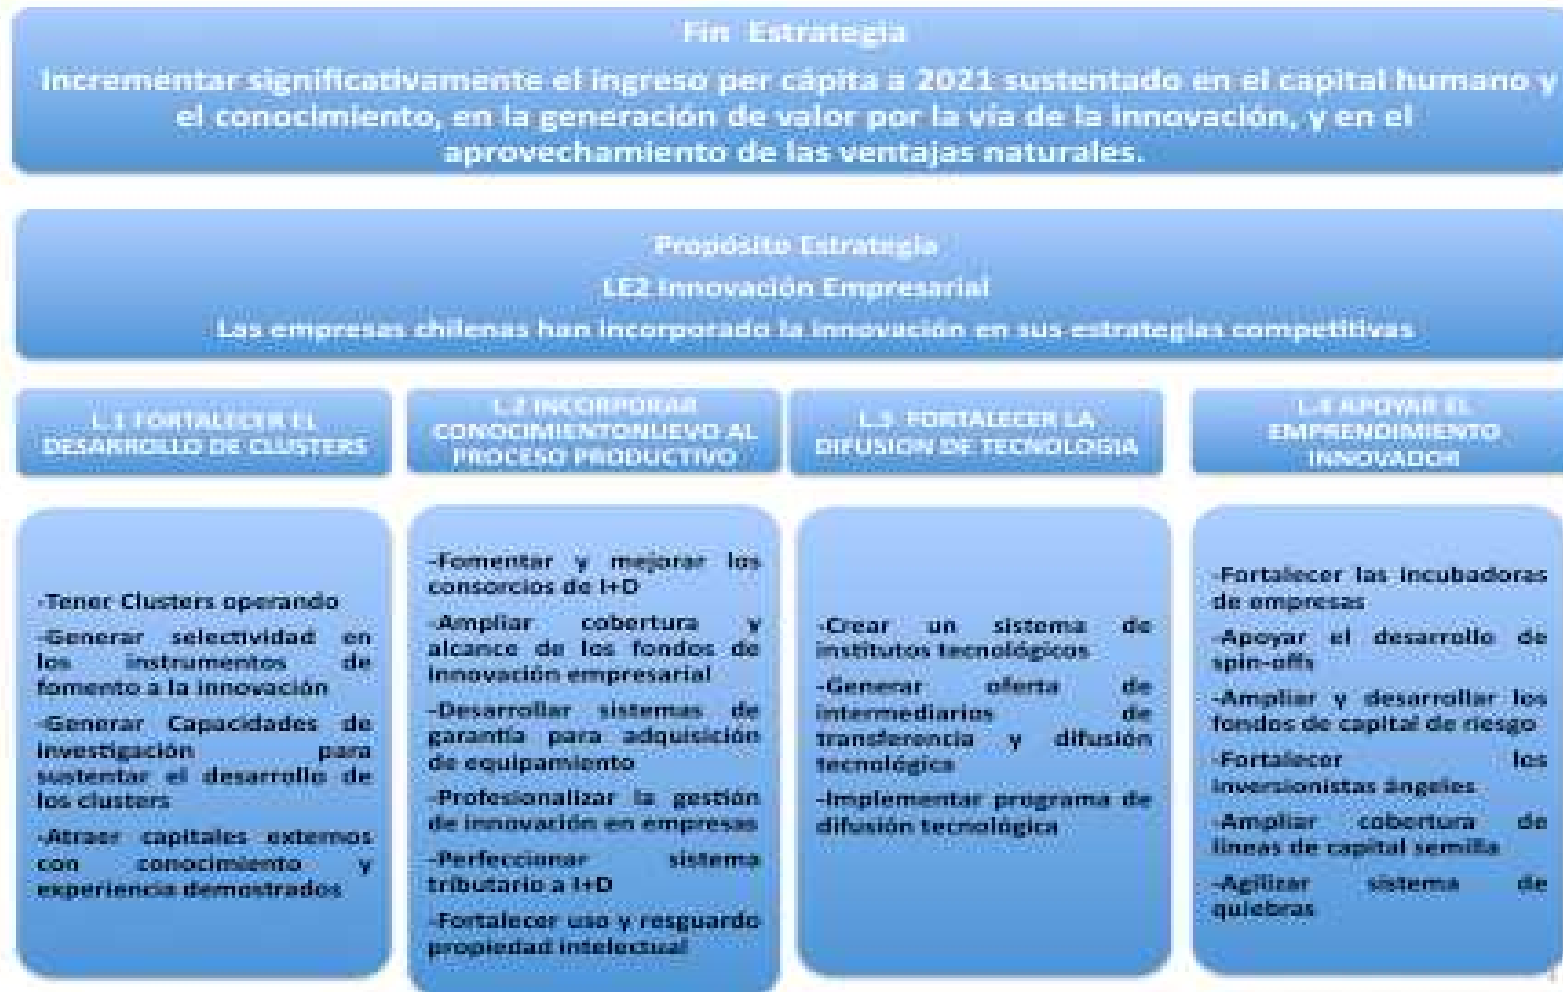 Fin Estrategia
Incrementar significativamente el ingreso per cápita a 2021 sustentado en el capital humano y
el conocimiento, en la generación de valor por la vía de la innovación, y en el
aprovechamiento de las ventajas naturales.
Propósito Estrategia
LE2 Innovación Empresarial
Las empresas chilenas han incorporado la innovación en sus estrategias competitivas
L.1 FORTALECER EL
DESARROLLO DE CLUSTERS
L.2 INCORPORAR
CONOCIMIENTONUEVO AL
PROCESO PRODUCTIVO
L.3 FORTALECER LA
DIFUSION DE TECNOLOGIA
L.4 APOYAR EL
EMPRENDIMIENTO
INNOVADOR
-Tener Clusters operando
-Generar selectividad en
los instrumentos de
fomento a la innovación
-Generar Capacidades de
investigación para
sustentar el desarrollo de
los clusters
-Atraer capitales externos
con conocimiento y
experiencia demostrados
-Fomentar y mejorar los
consorcios de I+D
-Ampliar cobertura y
alcance de los fondos de
innovación empresarial
-Desarrollar sistemas de
garantía para adquisición
de equipamiento
-Profesionalizar la gestión
de innovación en empresas
-Perfeccionar sistema
tributario a I+D
-Fortalecer uso y resguardo
propiedad intelectual
-Crear un sistema de
institutos tecnológicos
-Generar oferta de
intermediarios de
transferencia y difusión
tecnológica
-Implementar programa de
difusión tecnológica
-Fortalecer las incubadoras
de empresas
-Apoyar el desarrollo de
spin-offs
-Ampliar y desarrollar los
fondos de capital de riesgo
-Fortalecer los
inversionistas ángeles
-Ampliar cobertura de
líneas de capital semilla
-Agilizar sistema de
quiebras